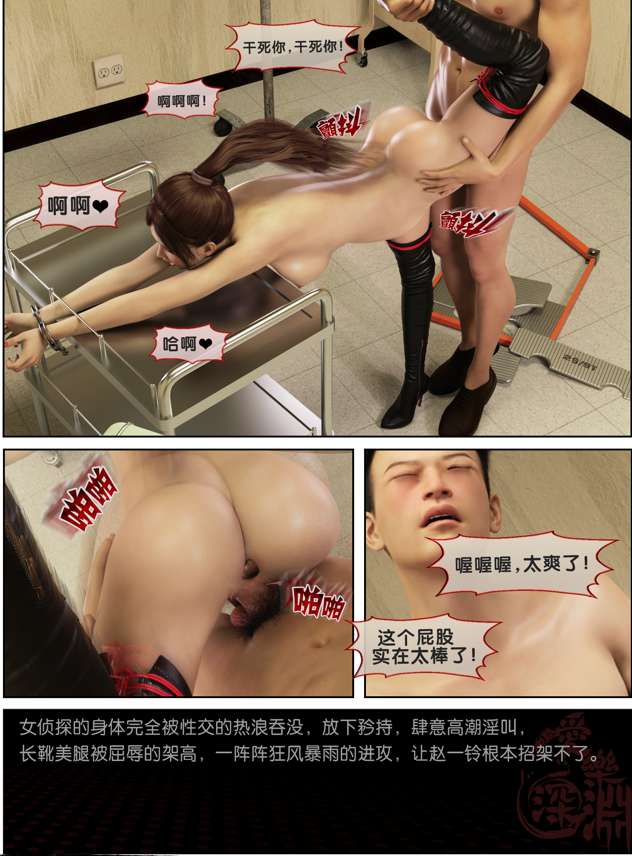 干死你，干死你！
啊啊啊！
啊啊❤
哈啊❤
啪啪
啪啪
喔喔喔，太爽了！
这个屁股
实在太棒了！
女侦探的身体完全被性交的热浪吞没，放下矜持，肆意高潮淫叫，
长靴美腿被屈辱的架高，一阵阵狂风暴雨的进攻，让赵一铃根本招架不了。
愛樂
深淵